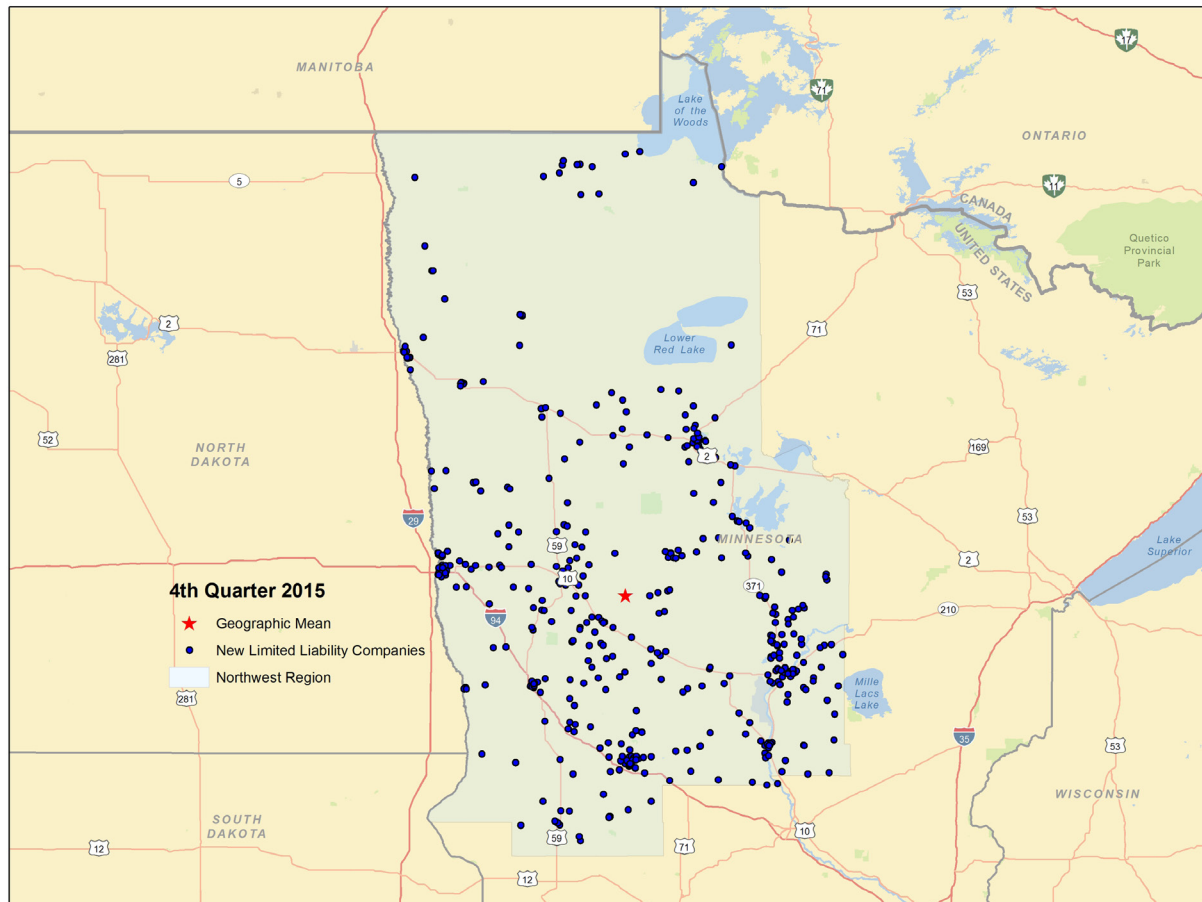 17
MANITOBA
71
Lake
of the
Woods
ONTARIO
5
11
CANADA
UNITED STATES
Quetico
Provincial
Park
53
2
71
281
Lower
Red Lake
52
NORTH
DAKOTA
169
2
29
53
59
MINNESOTA
Lake
Superior
2
10
371
4th Quarter 2015
94
210
Geographic Mean
New Limited Liability Companies
Northwest Region
281
Mille
Lacs
Lake
35
53
WISCONSIN
SOUTH
DAKOTA
10
59
71
12
12